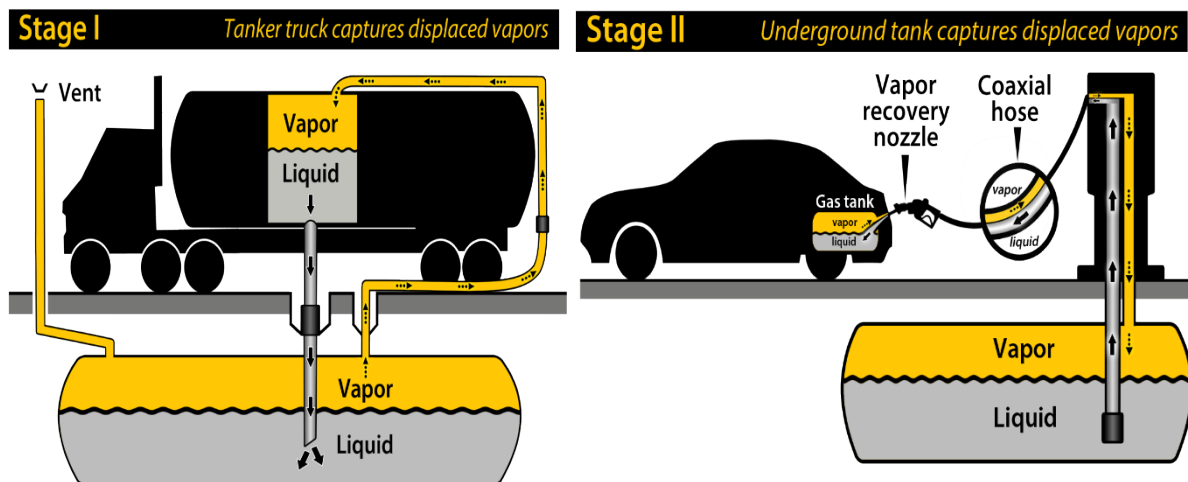 Stage I
Tanker truck captures displaced vapors
Vent
Vapor
Liquid
Vapor
Liquid
Stage II
Underground tank captures displaced vapors
Vapor
recovery
nozzle
Coaxial
hose
Gas tank
vapor
liquid
vapor
liquid
Vapor
Liquid